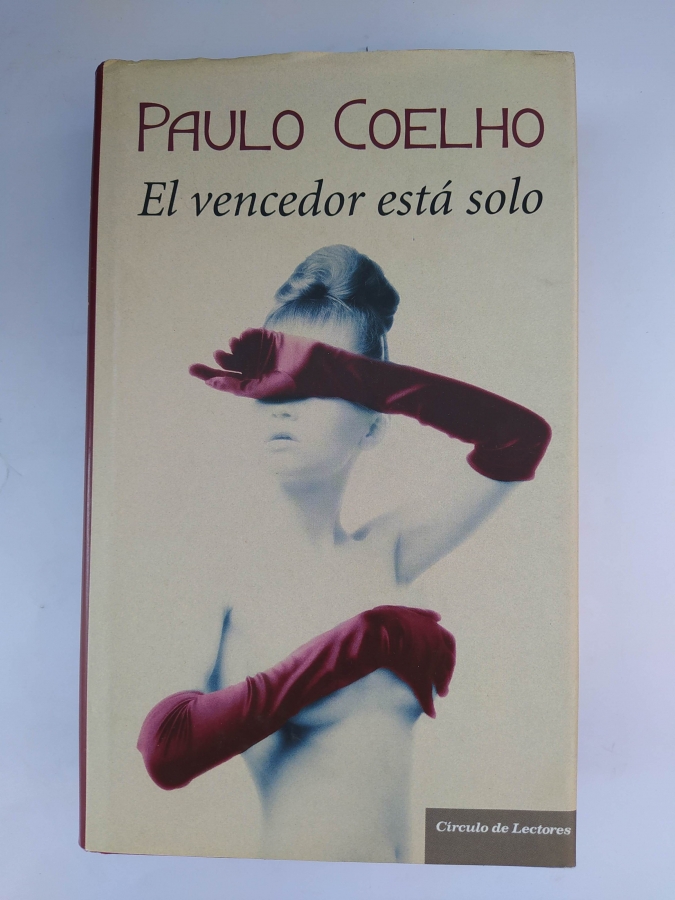 PAULO COELHO
El vencedor está solo
Círculo de Lectores